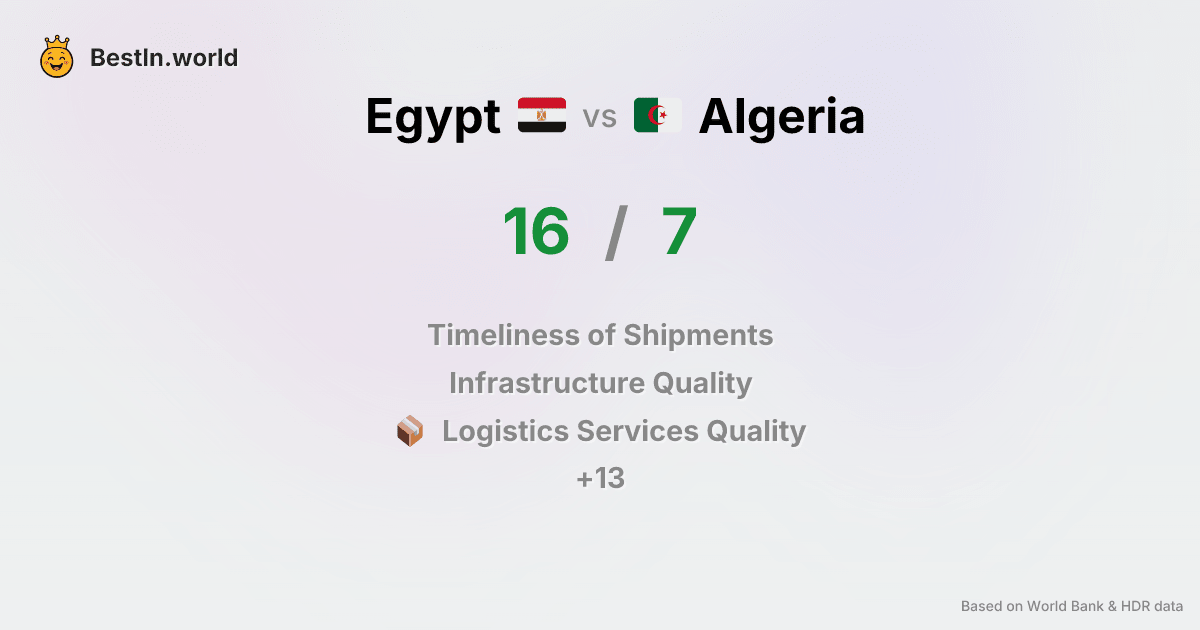 BestIn.world
Egypt vs Algeria
16 / 7
Timeliness of Shipments
Infrastructure Quality
Logistics Services Quality
+13
Based on World Bank & HDR data